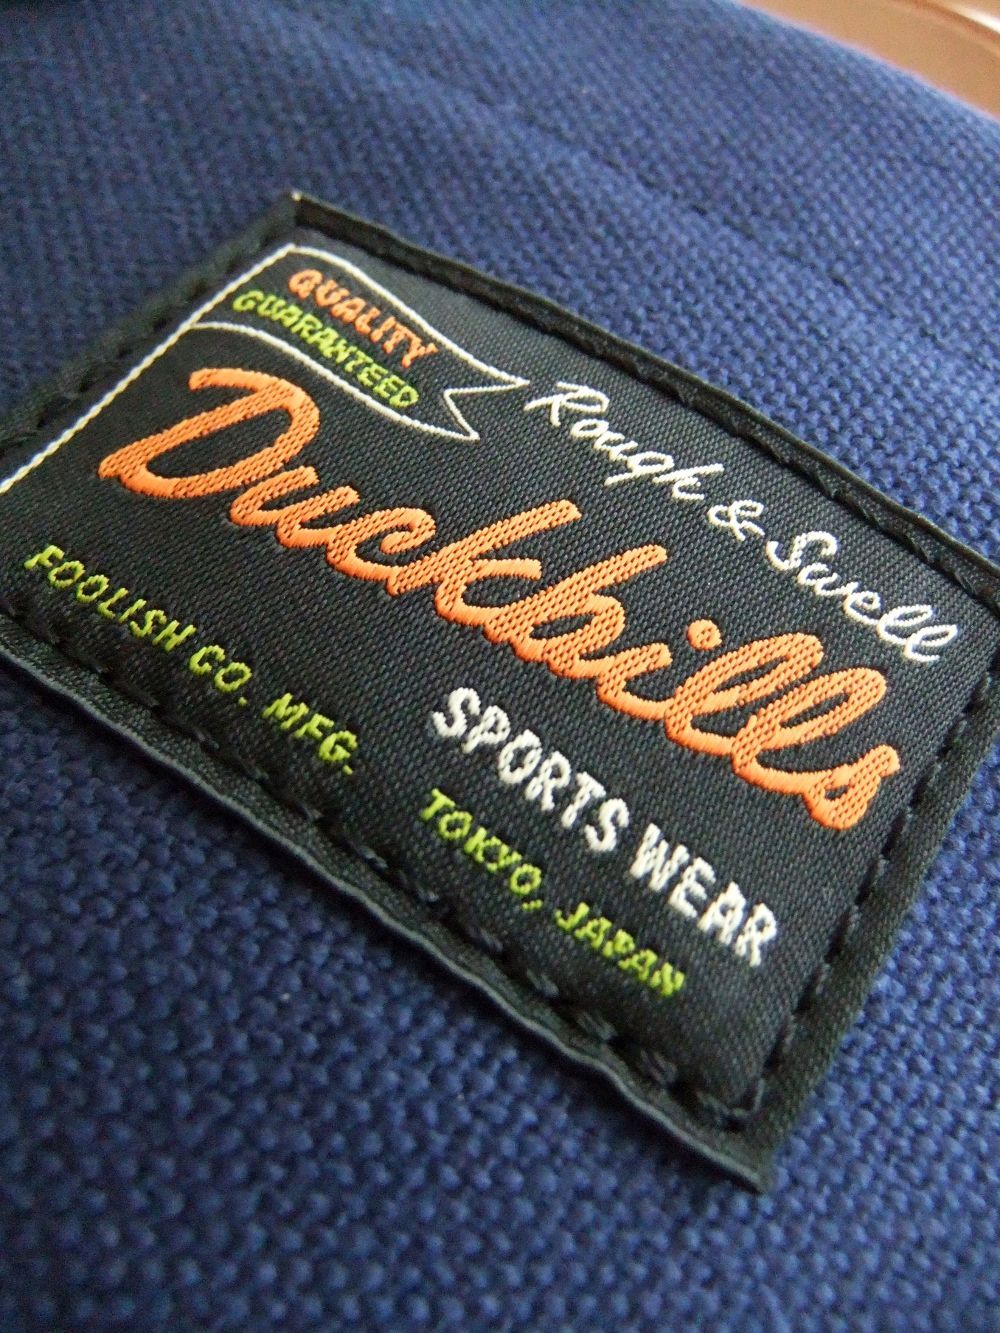 QUALITY
GUARANTEED
Rough & Swell
Duckbills
SPORTS WEAR
FOOLISH CO. MFG. TOKYO, JAPAN